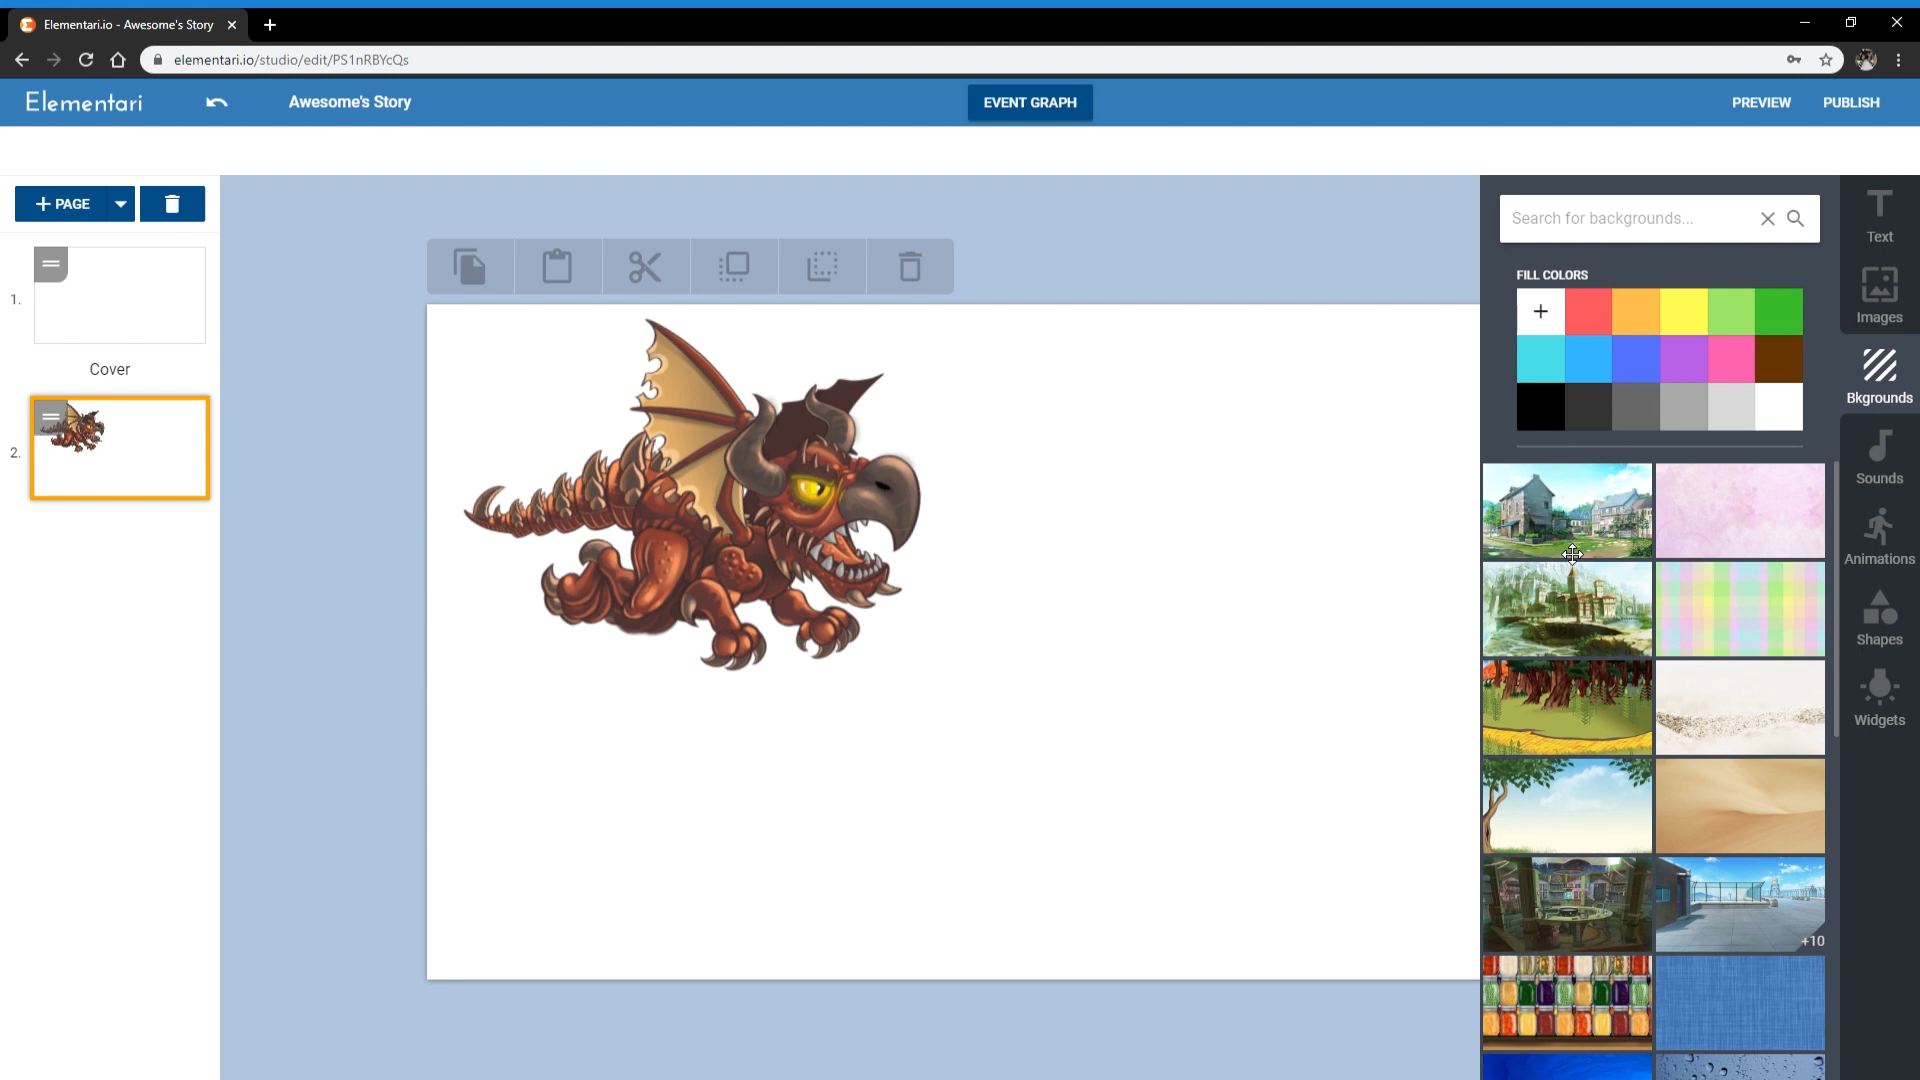 Elementari.io - Awesome's Story
elementari.io/studio/edit/PS1nRBYcQs
Elementari
Awesome's Story
EVENT GRAPH
PREVIEW
PUBLISH
+ PAGE
1.
Cover
2.
Search for backgrounds...
FILL COLORS
+
+10
Text
Images
Bkgrounds
Sounds
Animations
Shapes
Widgets